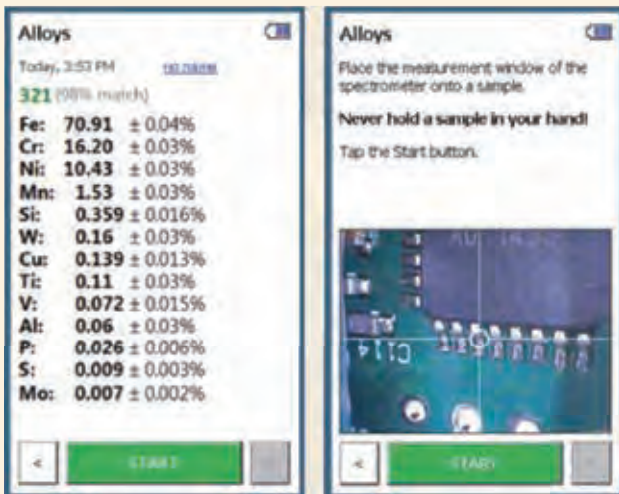 Alloys
Today, 3:53 PM
321 (98% match)
Fe: 70.91 ± 0.04%
Cr: 16.20 ± 0.03%
Ni: 10.43 ± 0.03%
Mn: 1.53 ± 0.03%
Si: 0.359 ± 0.016%
W: 0.16 ± 0.03%
Cu: 0.139 ± 0.013%
Ti: 0.11 ± 0.03%
V: 0.072 ± 0.015%
Al: 0.06 ± 0.03%
P: 0.026 ± 0.006%
S: 0.009 ± 0.003%
Mo: 0.007 ± 0.002%
<
START
Alloys
Place the measurement window of the
spectrometer onto a sample.
Never hold a sample in your hand!
Tap the Start button.
C114
<
START